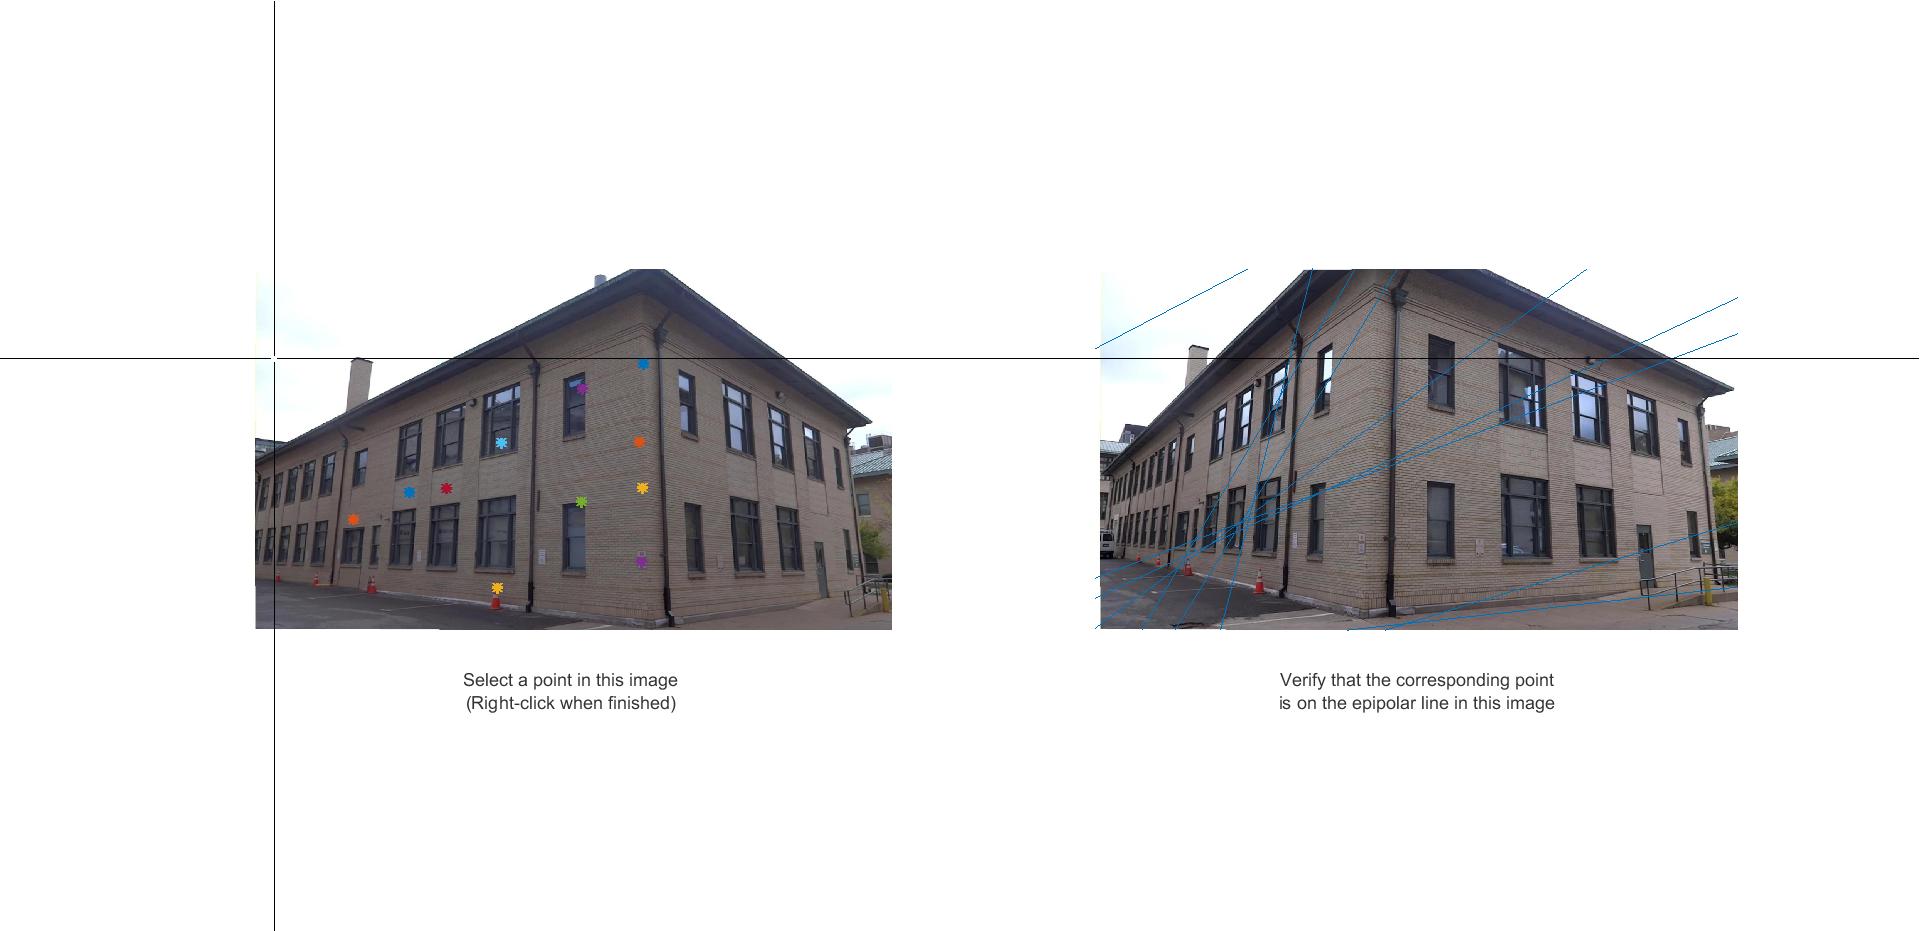 Select a point in this image
(Right-click when finished)
Verify that the corresponding point
is on the epipolar line in this image